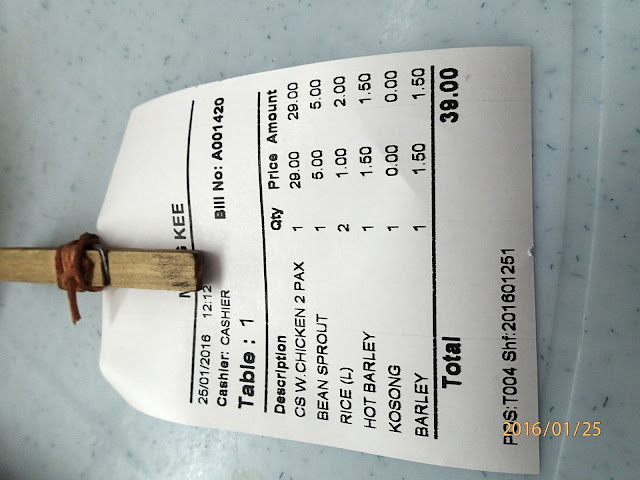 KEE
25/01/2016 12:12 Bill No: A001420
Cashier: CASHIER
Table : 1
Description Qty Price Amount
CS W.CHICKEN 2 PAX 1 29.00 29.00
BEAN SPROUT 1 5.00 5.00
RICE (L) 2 1.00 2.00
HOT BARLEY 1 1.50 1.50
KOSONG 1 0.00 0.00
BARLEY 1 1.50 1.50
Total 39.00
POS:T004 Shf:201601251
2016/01/25